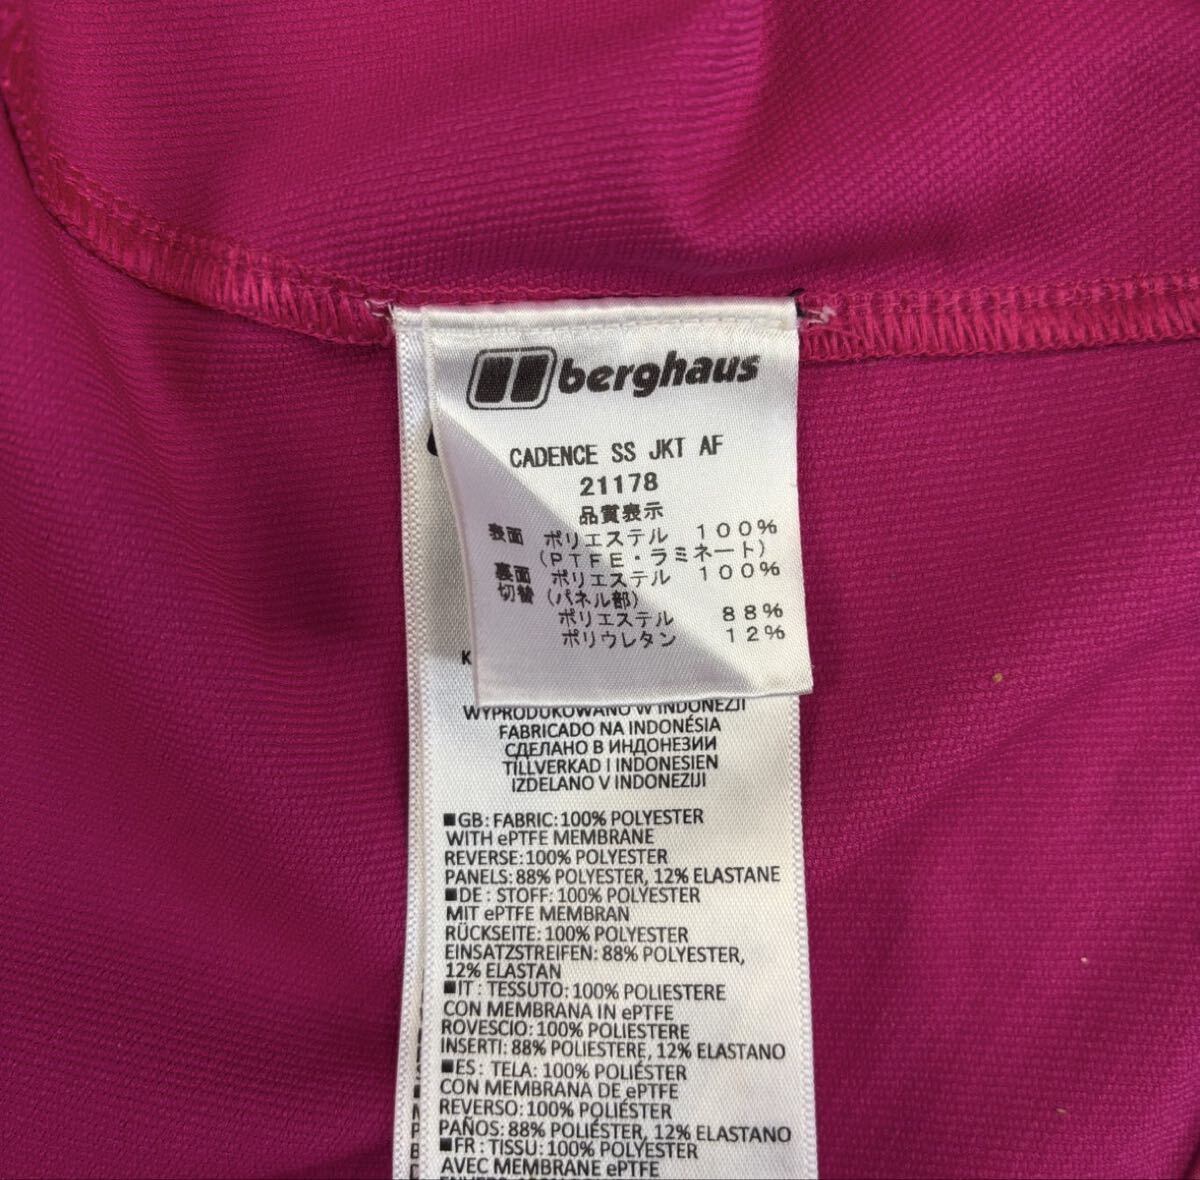 berghaus
CADENCE SS JKT AF
21178
品質表示
表面 ポリエステル 100%
(PTFE・ラミネート)
裏面 ポリエステル 100%
切替 (パネル部)
ポリエステル 88%
ポリウレタン 12%
K
WYPRODUKOWANO W INDONEZJI
FABRICADO NA INDONÉSIA
СДЕЛАНО В ИНДОНЕЗИИ
TILLVERKAD I INDONESIEN
IZDELANO V INDONEZIJI
■GB: FABRIC: 100% POLYESTER
WITH ePTFE MEMBRANE
REVERSE: 100% POLYESTER
PANELS: 88% POLYESTER, 12% ELASTANE
■DE: STOFF: 100% POLYESTER
MIT ePTFE MEMBRAN
RÜCKSEITE: 100% POLYESTER
EINSATZSTREIFEN: 88% POLYESTER,
12% ELASTAN
■IT: TESSUTO: 100% POLIESTERE
CON MEMBRANA IN ePTFE
ROVESCIO: 100% POLIESTERE
INSERTI: 88% POLIESTERE, 12% ELASTANO
■ES: TELA: 100% POLIÉSTER
CON MEMBRANA DE ePTFE
REVERSO: 100% POLIÉSTER
PAÑOS: 88% POLIÉSTER, 12% ELASTANO
■FR: TISSU: 100% POLYESTER
AVEC MEMBRANE ePTFE